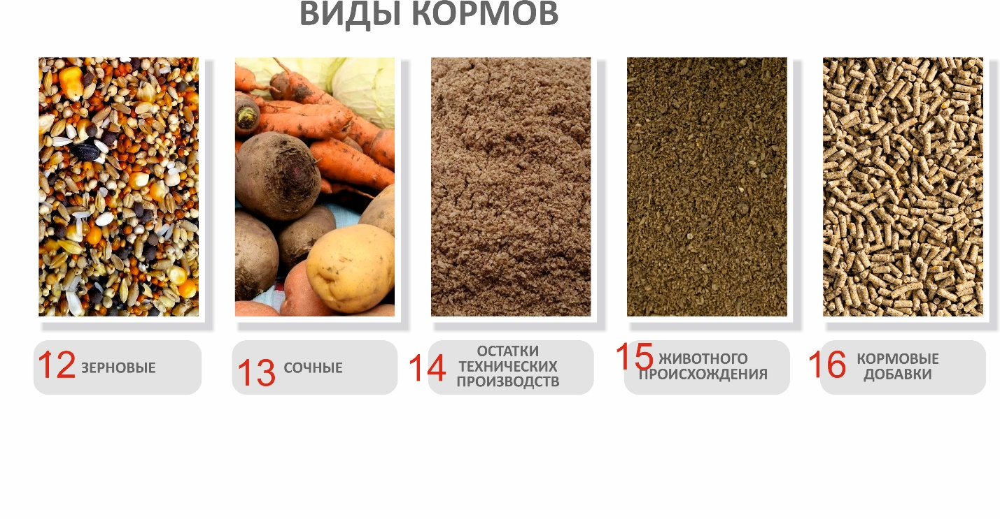 ВИДЫ КОРМОВ
12 ЗЕРНОВЫЕ
13 СОЧНЫЕ
14
ОСТАТКИ
ТЕХНИЧЕСКИХ
ПРОИЗВОДСТВ
15
ЖИВОТНОГО
ПРОИСХОЖДЕНИЯ
16
КОРМОВЫЕ
ДОБАВКИ